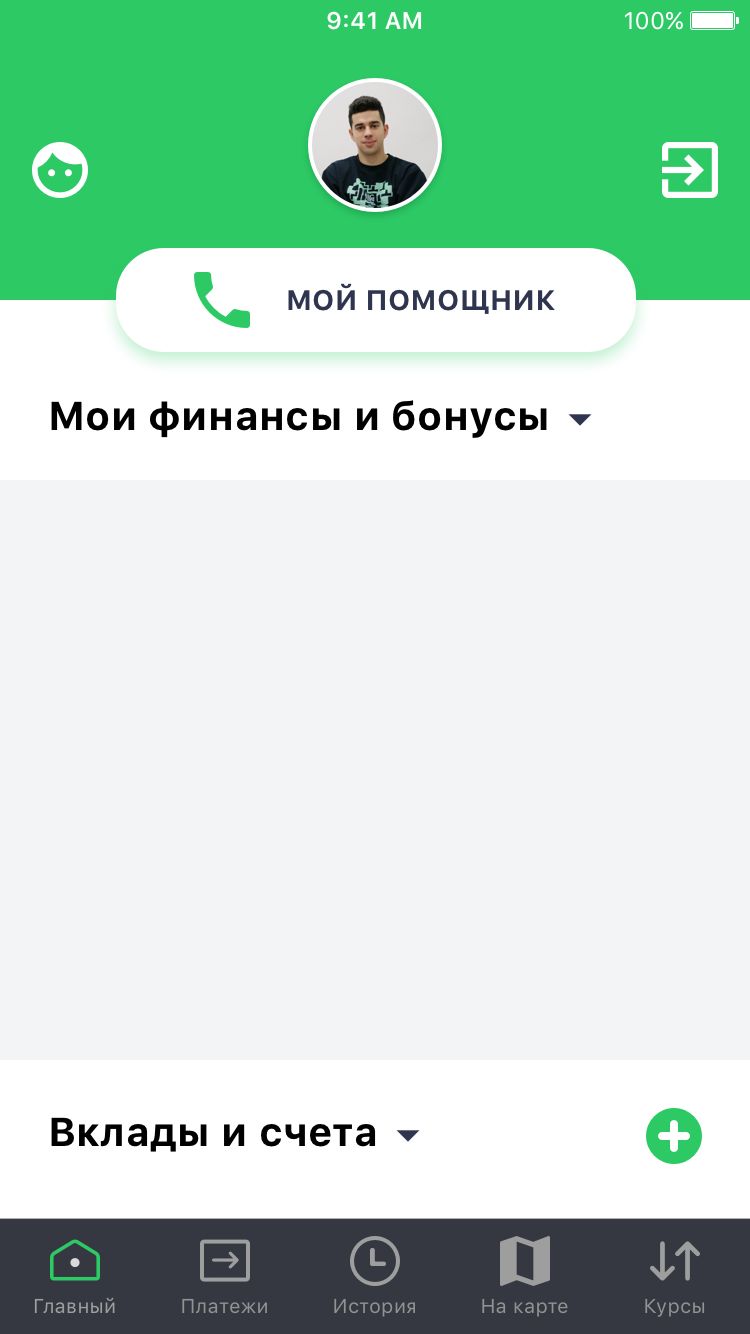 9:41 AM
100%
МОЙ ПОМОЩНИК
Мои финансы и бонусы
Вклады и счета
Главный
Платежи
История
На карте
Курсы